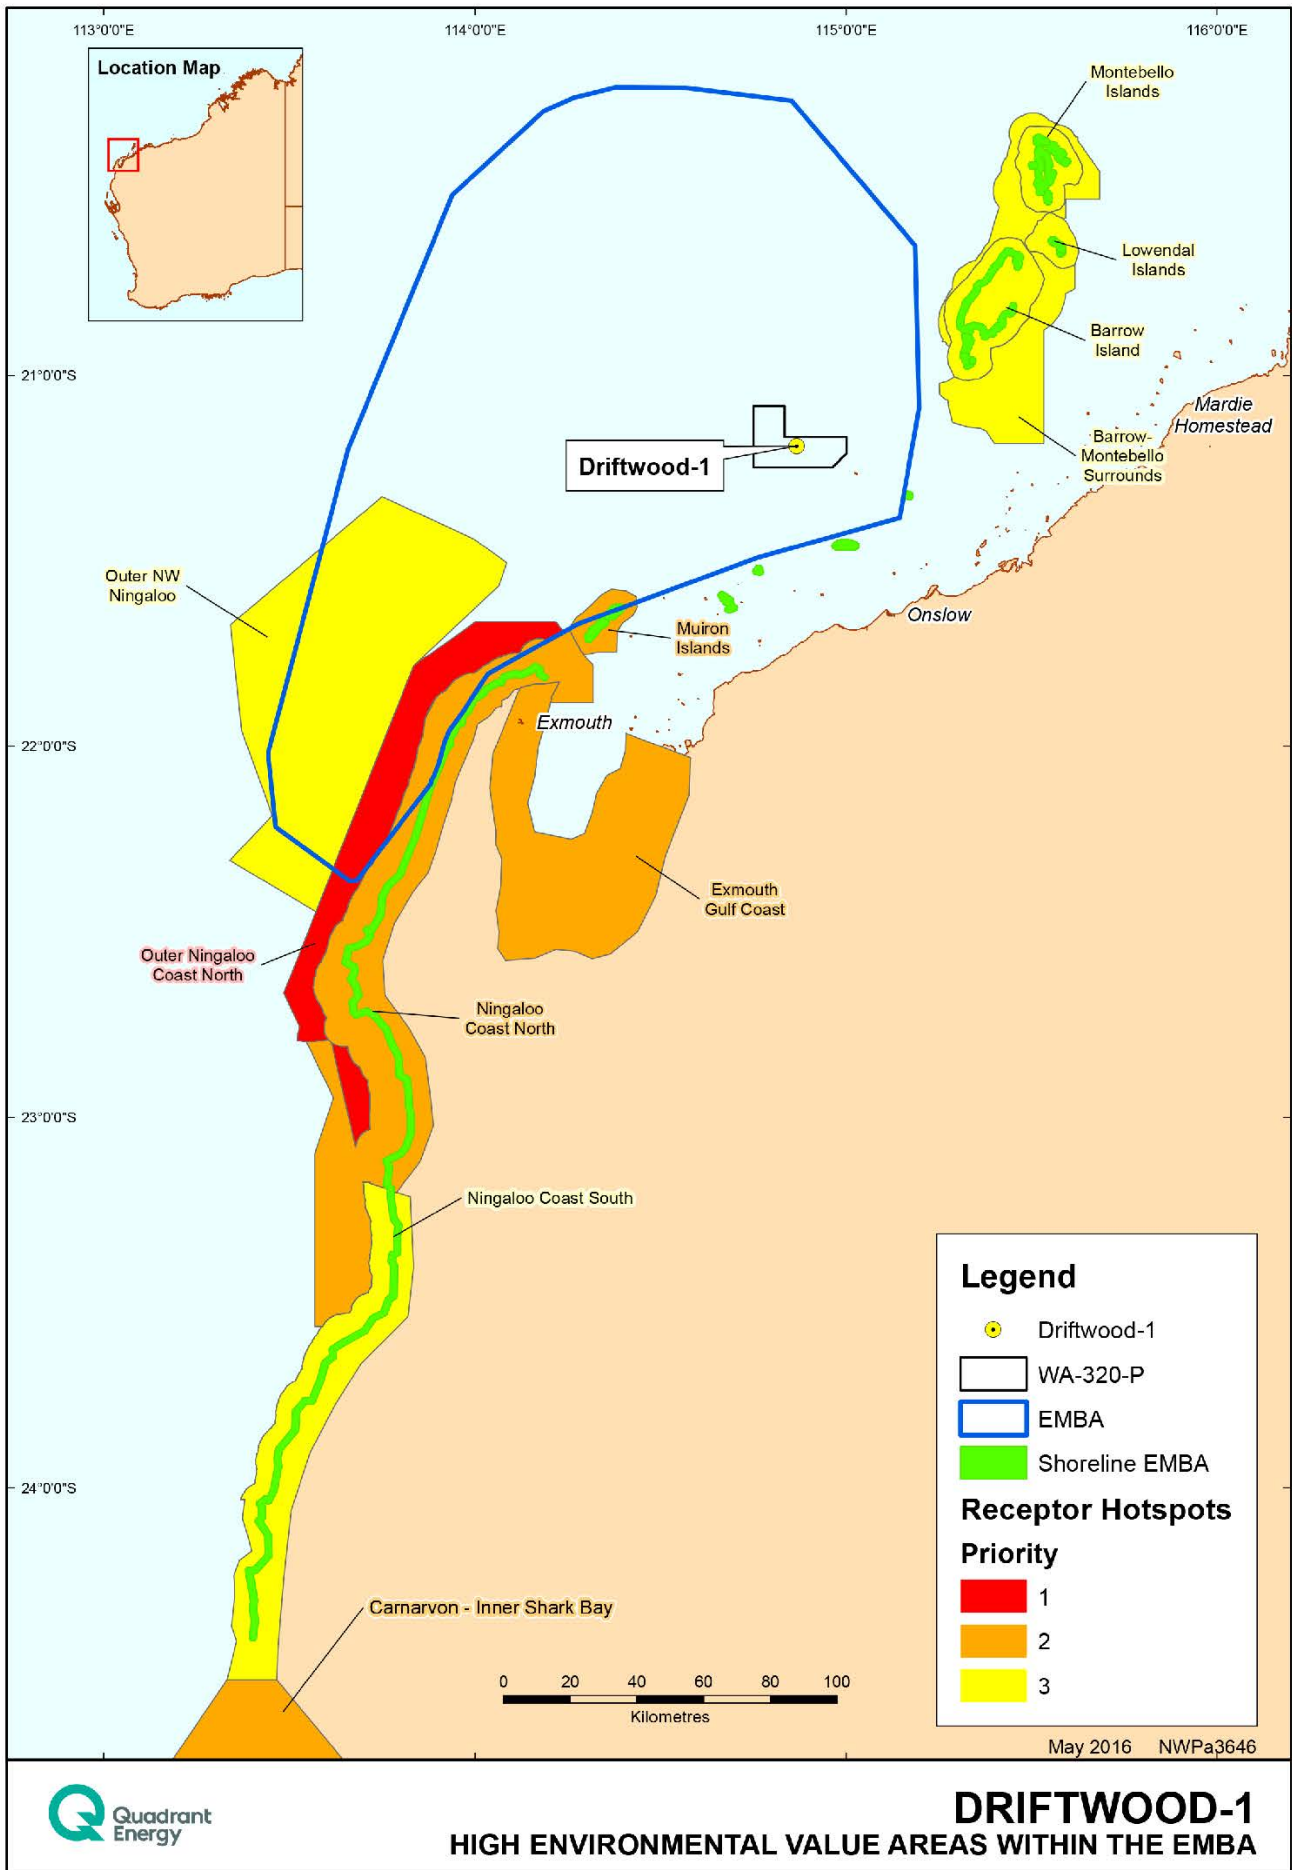 113°0'0"E
114°0'0"E
115°0'0"E
116°0'0"E
Location Map
Montebello
Islands
Lowendal
Islands
Barrow
Island
21°0'0"S
Mardie
Homestead
Barrow-
Montebello
Surrounds
Driftwood-1
Outer NW
Ningaloo
Onslow
Muiron
Islands
Exmouth
22°0'0"S
Exmouth
Gulf Coast
Outer Ningaloo
Coast North
Ningaloo
Coast North
23°0'0"S
Ningaloo Coast South
24°0'0"S
Carnarvon - Inner Shark Bay
Legend
Driftwood-1
WA-320-P
EMBA
Shoreline EMBA
Receptor Hotspots
Priority
1
2
3
0 20 40 60 80 100
Kilometres
May 2016 NWPa3646
Quadrant
Energy
DRIFTWOOD-1
HIGH ENVIRONMENTAL VALUE AREAS WITHIN THE EMBA